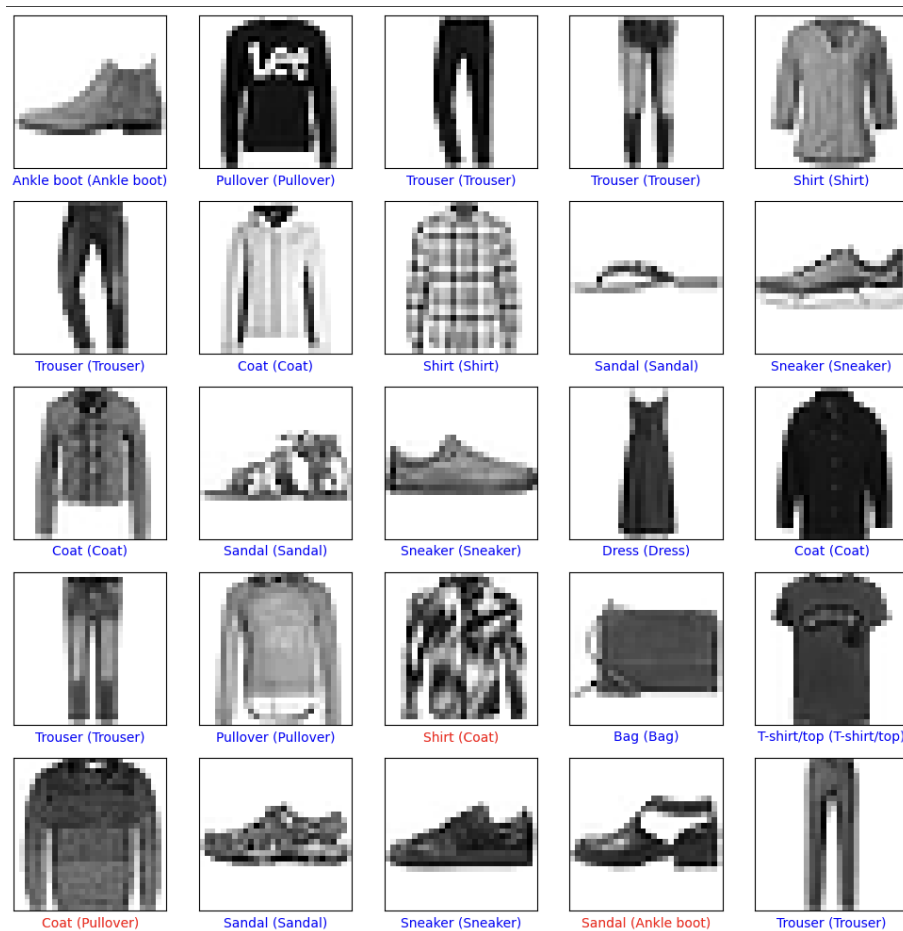 Lee
Ankle boot (Ankle boot)
Pullover (Pullover)
Trouser (Trouser)
Trouser (Trouser)
Shirt (Shirt)
Trouser (Trouser)
Coat (Coat)
Shirt (Shirt)
Sandal (Sandal)
Sneaker (Sneaker)
Coat (Coat)
Sandal (Sandal)
Sneaker (Sneaker)
Dress (Dress)
Coat (Coat)
Trouser (Trouser)
Pullover (Pullover)
Shirt (Coat)
Bag (Bag)
T-shirt/top (T-shirt/top)
Coat (Pullover)
Sandal (Sandal)
Sneaker (Sneaker)
Sandal (Ankle boot)
Trouser (Trouser)